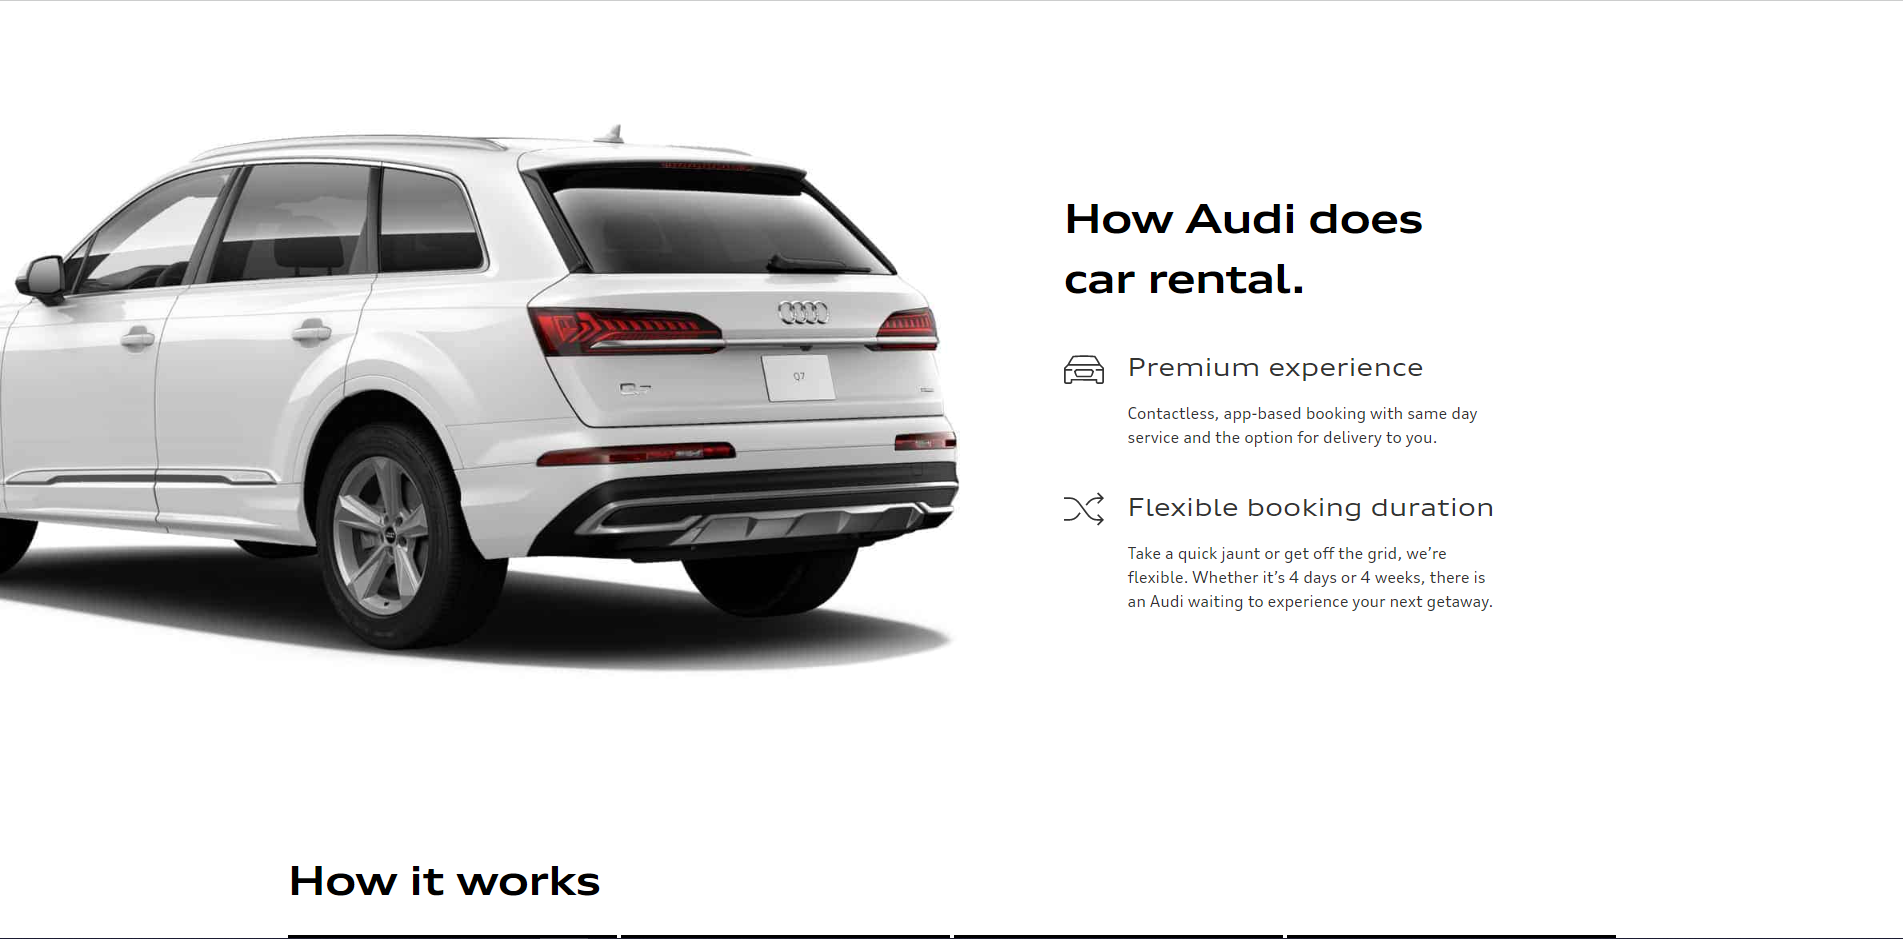 How Audi does
car rental.
Premium experience
Contactless, app-based booking with same day
service and the option for delivery to you.
Flexible booking duration
Take a quick jaunt or get off the grid, we’re
flexible. Whether it’s 4 days or 4 weeks, there is
an Audi waiting to experience your next getaway.
Q7
Q7
How it works